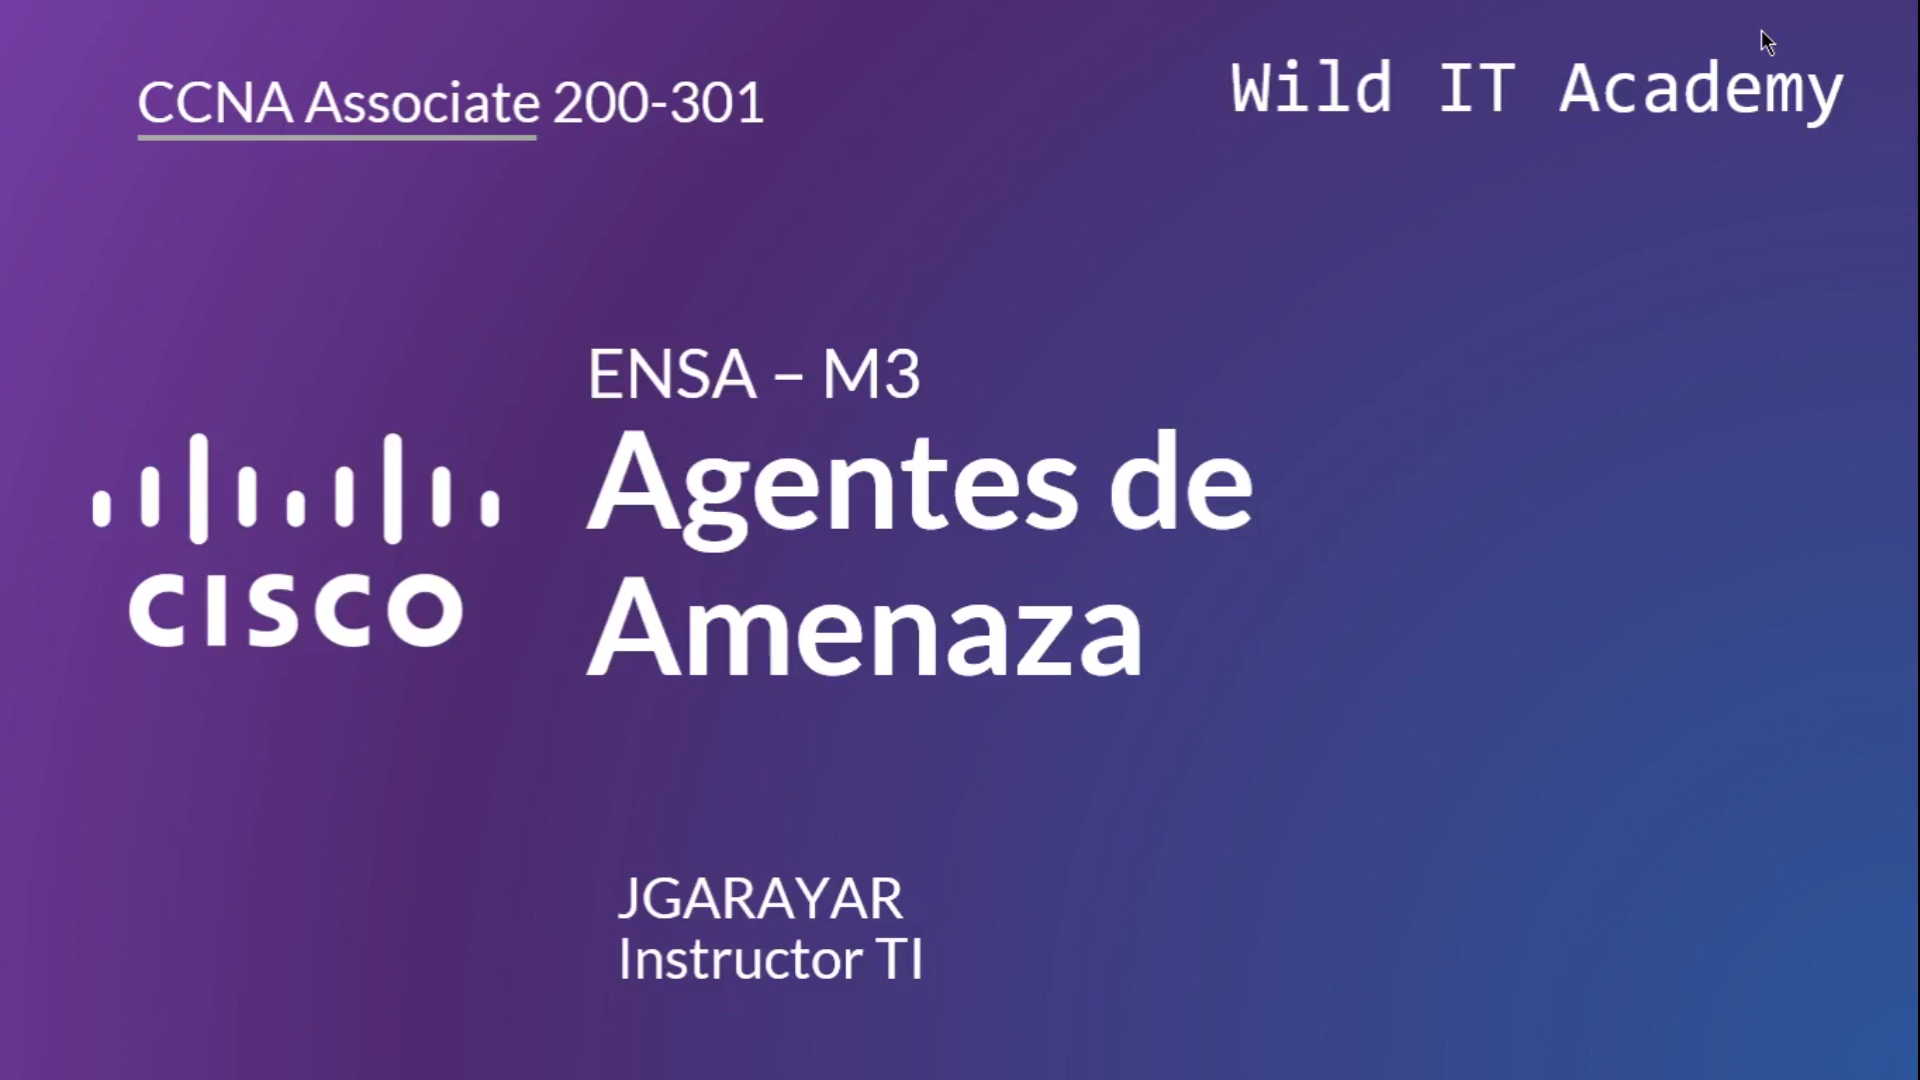 CCNA Associate 200-301
Wild IT Academy
ENSA – M3
Agentes de
Amenaza
CISCO
JGARAYAR
Instructor TI